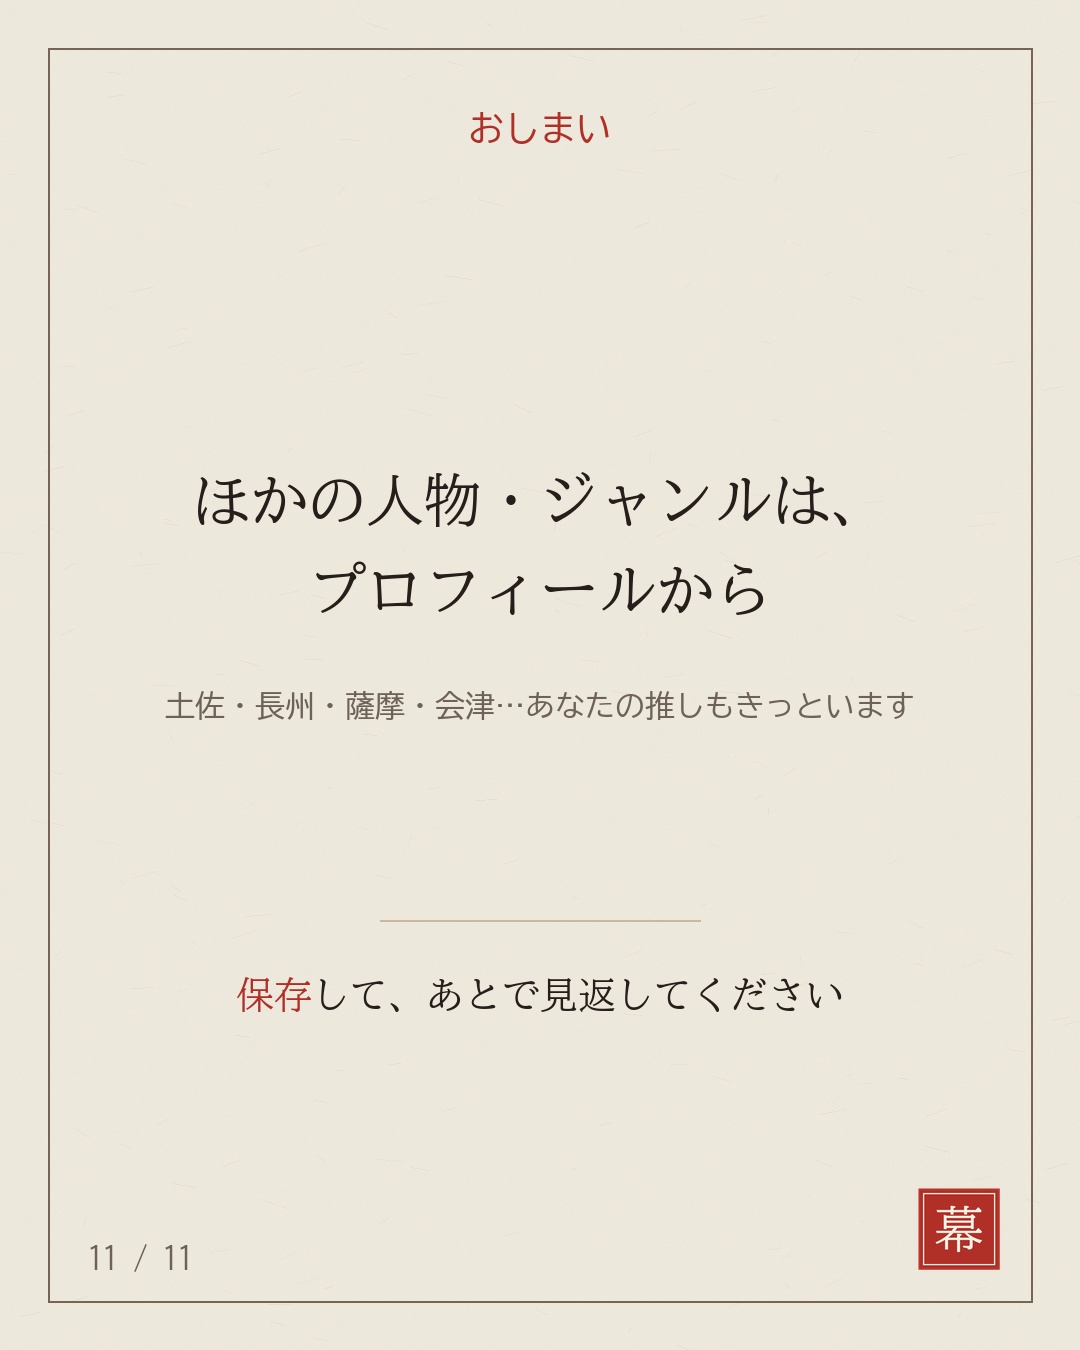 おしまい
ほかの人物・ジャンルは、
プロフィールから
土佐・長州・薩摩・会津…あなたの推しもきっといます
保存して、あとで見返してください
11 / 11
幕